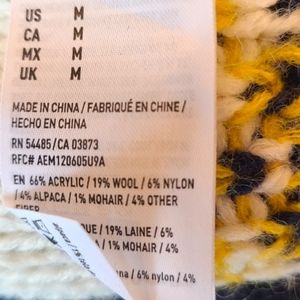 US M
CA M
MX M
UK M
MADE IN CHINA / FABRIQUÉ EN CHINE /
HECHO EN CHINA
RN 54485/CA 03873
RFC# AEM120605U9A
EN 66% ACRYLIC / 19% WOOL / 6% NYLON
/ 4% ALPACA / 1% MOHAIR / 4% OTHER
FIBER
QUE / 19% LAINE / 6%
/ 1% MOHAIR / 4%
/ 6% nylon / 4%